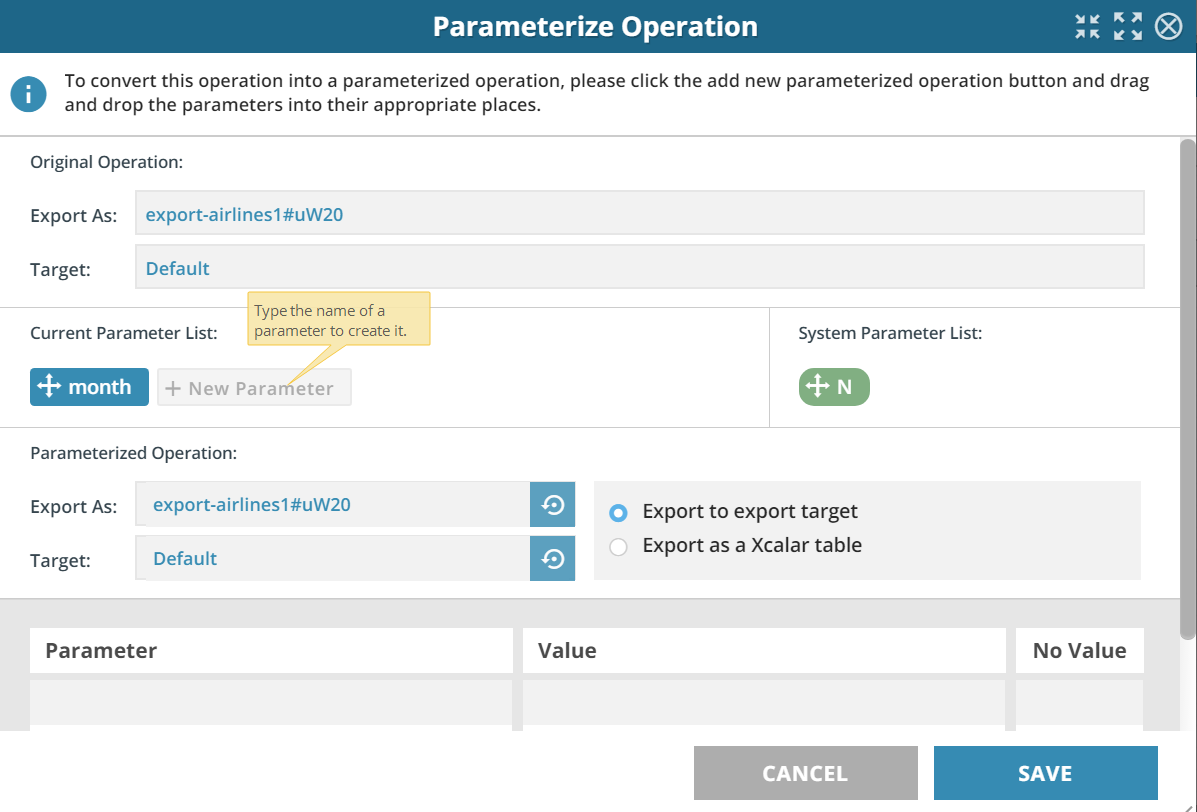 Parameterize Operation
To convert this operation into a parameterized operation, please click the add new parameterized operation button and drag
and drop the parameters into their appropriate places.
Original Operation:
Export As: export-airlines1#uW20
Target: Default
Type the name of a
parameter to create it.
Current Parameter List:
month + New Parameter
System Parameter List:
N
Parameterized Operation:
Export As: export-airlines1#uW20
Target: Default
Export to export target
Export as a Xcalar table
Parameter Value No Value
CANCEL SAVE